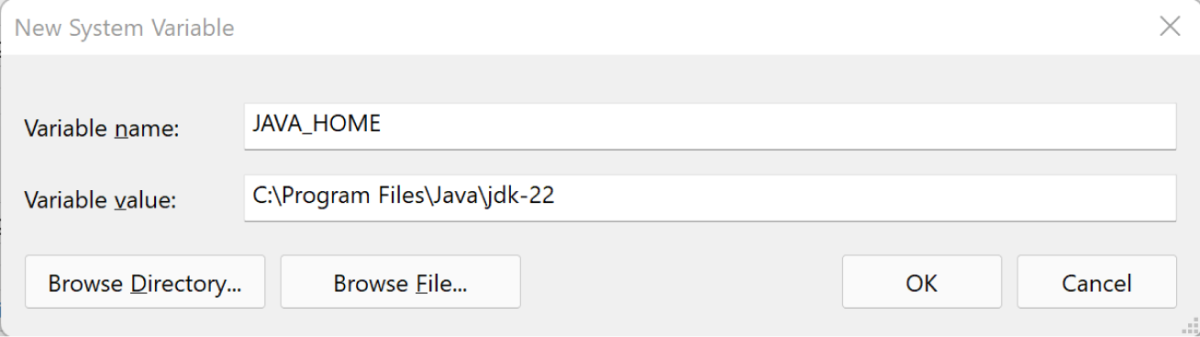 New System Variable
Variable name:
JAVA_HOME
Variable value:
C:\Program Files\Java\jdk-22
Browse Directory...
Browse File...
OK
Cancel